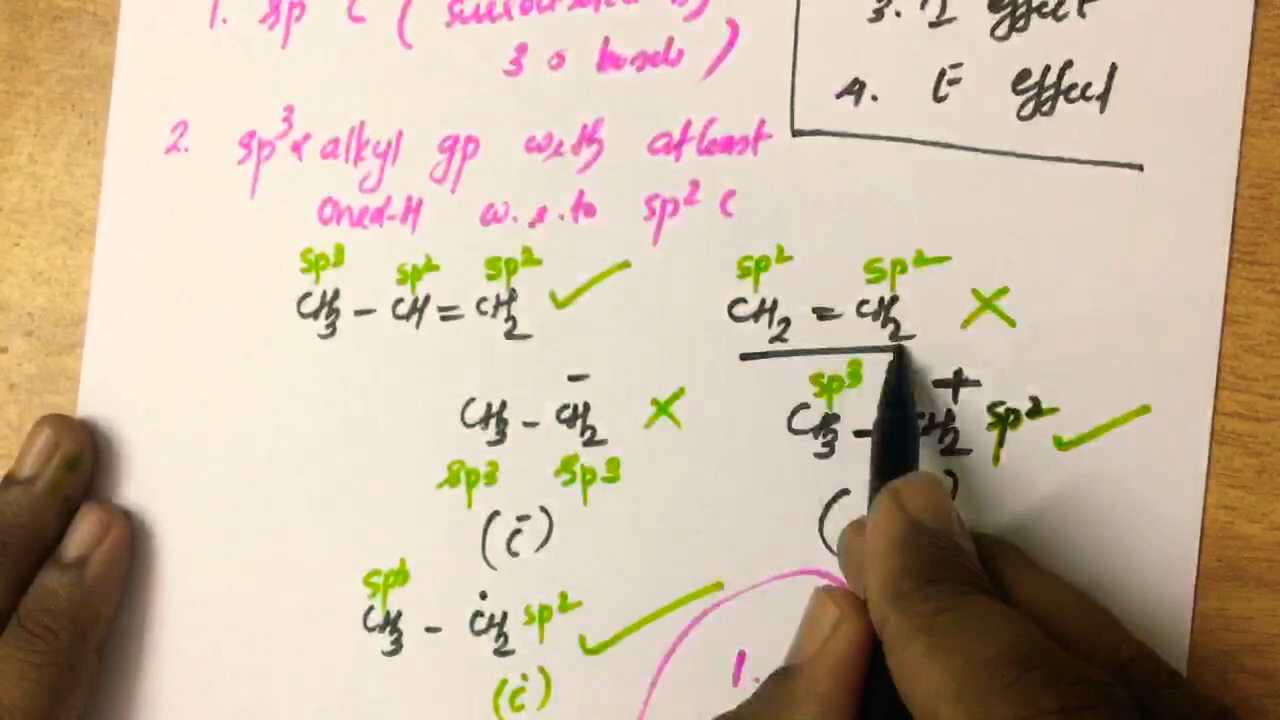 1. sp² C (surrounded by
3 σ bonds)
3. I effect
4. E effect
2. sp³ & alkyl gp with atleast
one α-H w.r.to sp² C
sp3 sp² sp²
CH₃ - CH = CH₂ ✓
sp² sp²
CH₂ = CH₂ ✗
CH₃ - C̄H₂ ✗
sp3 sp3
(C̄)
sp3 +
CH₃ - CH₂ sp² ✓
(
sp3
CH₃ - ĊH₂ sp² ✓
(Ċ)
1.